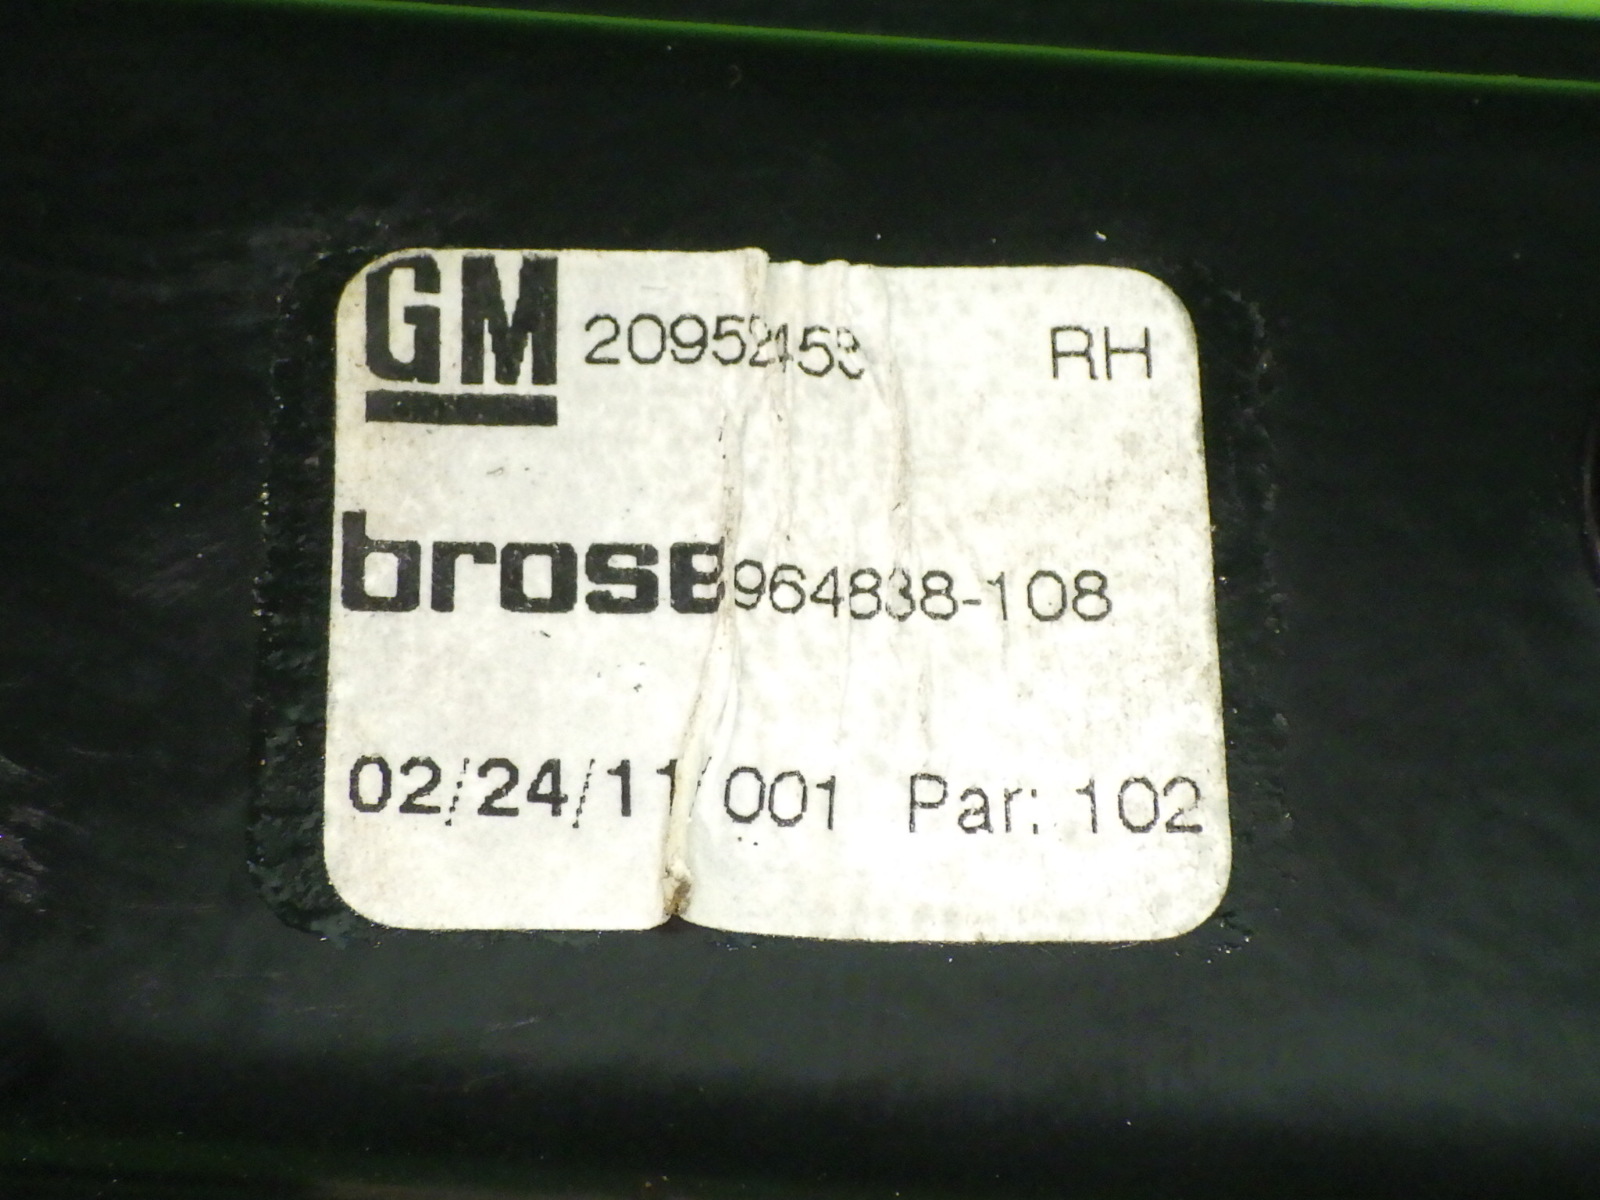 GM 20952453 RH
brose 964838-108
02/24/11/001 Par: 102